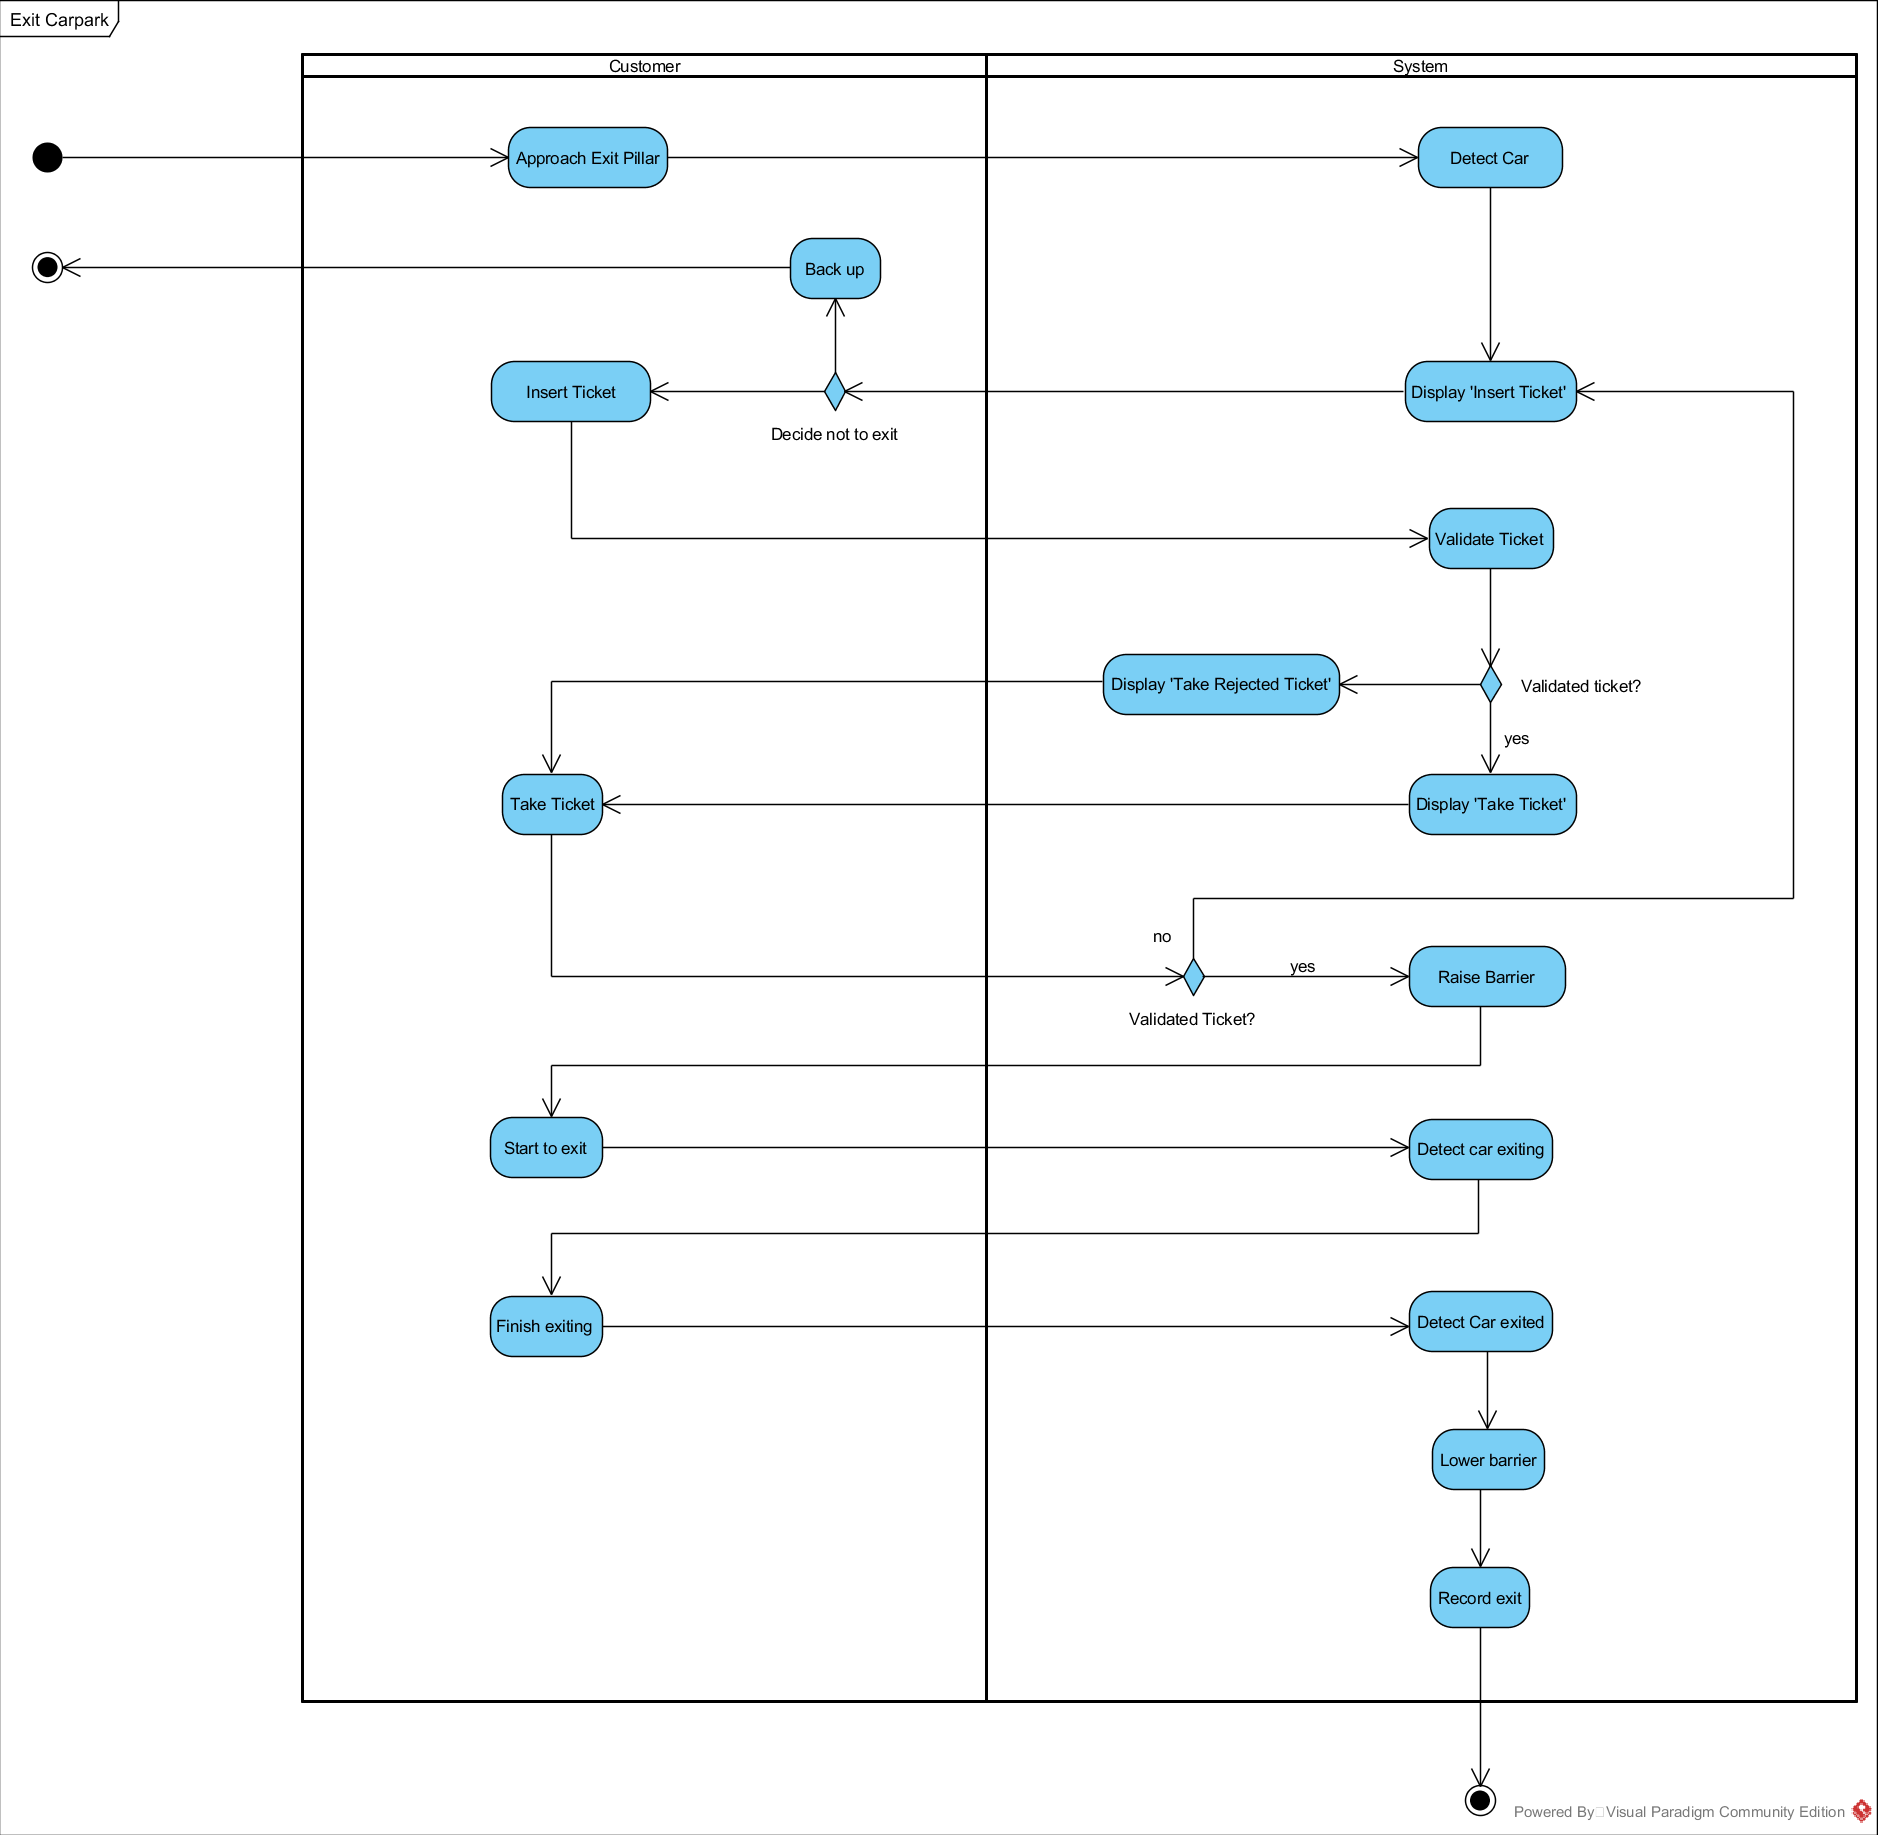 Exit Carpark
Customer
System
Approach Exit Pillar
Detect Car
Back up
Insert Ticket
Decide not to exit
Display 'Insert Ticket'
Validate Ticket
Display 'Take Rejected Ticket'
Validated ticket?
yes
Take Ticket
Display 'Take Ticket'
no
yes
Raise Barrier
Validated Ticket?
Start to exit
Detect car exiting
Finish exiting
Detect Car exited
Lower barrier
Record exit
Powered By Visual Paradigm Community Edition